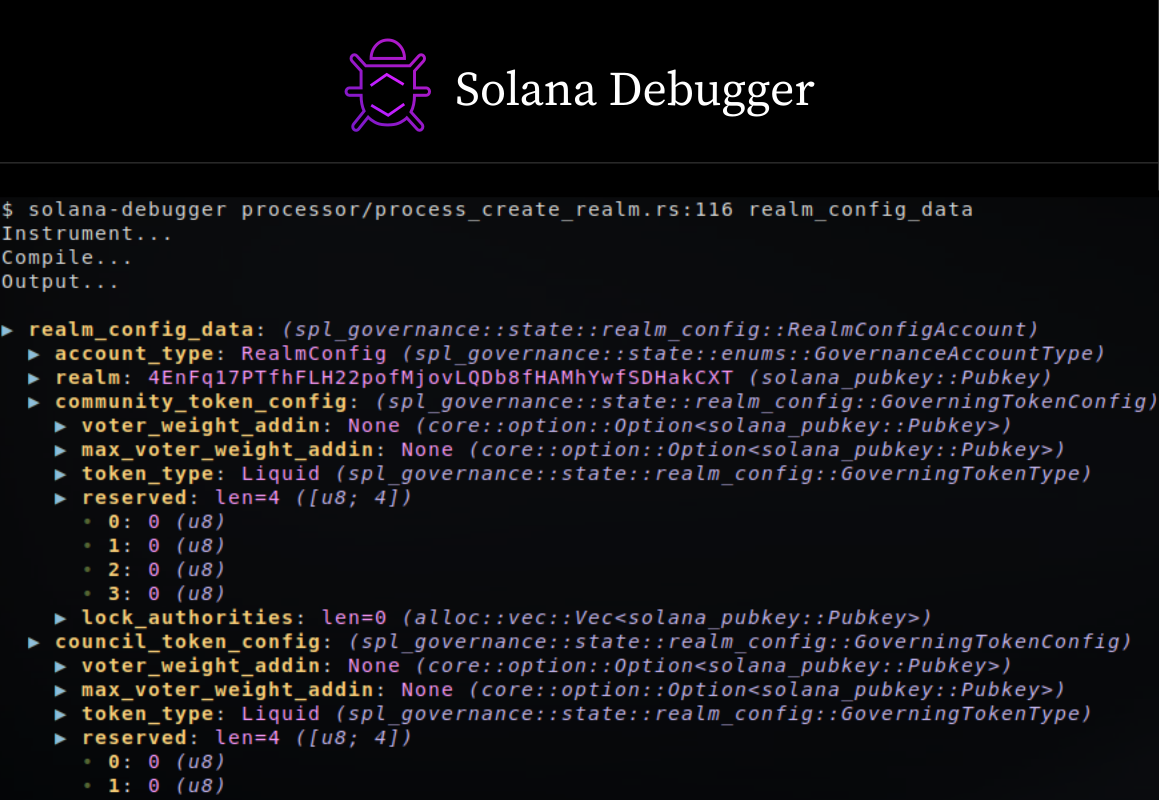 Solana Debugger
$ solana-debugger processor/process_create_realm.rs:116 realm_config_data
Instrument...
Compile...
Output...
▶ realm_config_data: (spl_governance::state::realm_config::RealmConfigAccount)
▶ account_type: RealmConfig (spl_governance::state::enums::GovernanceAccountType)
▶ realm: 4EnFq17PTfhFLH22pofMjovLQDb8fHAMhYwfSDHakCXT (solana_pubkey::Pubkey)
▶ community_token_config: (spl_governance::state::realm_config::GoverningTokenConfig)
▶ voter_weight_addin: None (core::option::Option<solana_pubkey::Pubkey>)
▶ max_voter_weight_addin: None (core::option::Option<solana_pubkey::Pubkey>)
▶ token_type: Liquid (spl_governance::state::realm_config::GoverningTokenType)
▶ reserved: len=4 ([u8; 4])
• 0: 0 (u8)
• 1: 0 (u8)
• 2: 0 (u8)
• 3: 0 (u8)
▶ lock_authorities: len=0 (alloc::vec::Vec<solana_pubkey::Pubkey>)
▶ council_token_config: (spl_governance::state::realm_config::GoverningTokenConfig)
▶ voter_weight_addin: None (core::option::Option<solana_pubkey::Pubkey>)
▶ max_voter_weight_addin: None (core::option::Option<solana_pubkey::Pubkey>)
▶ token_type: Liquid (spl_governance::state::realm_config::GoverningTokenType)
▶ reserved: len=4 ([u8; 4])
• 0: 0 (u8)
• 1: 0 (u8)